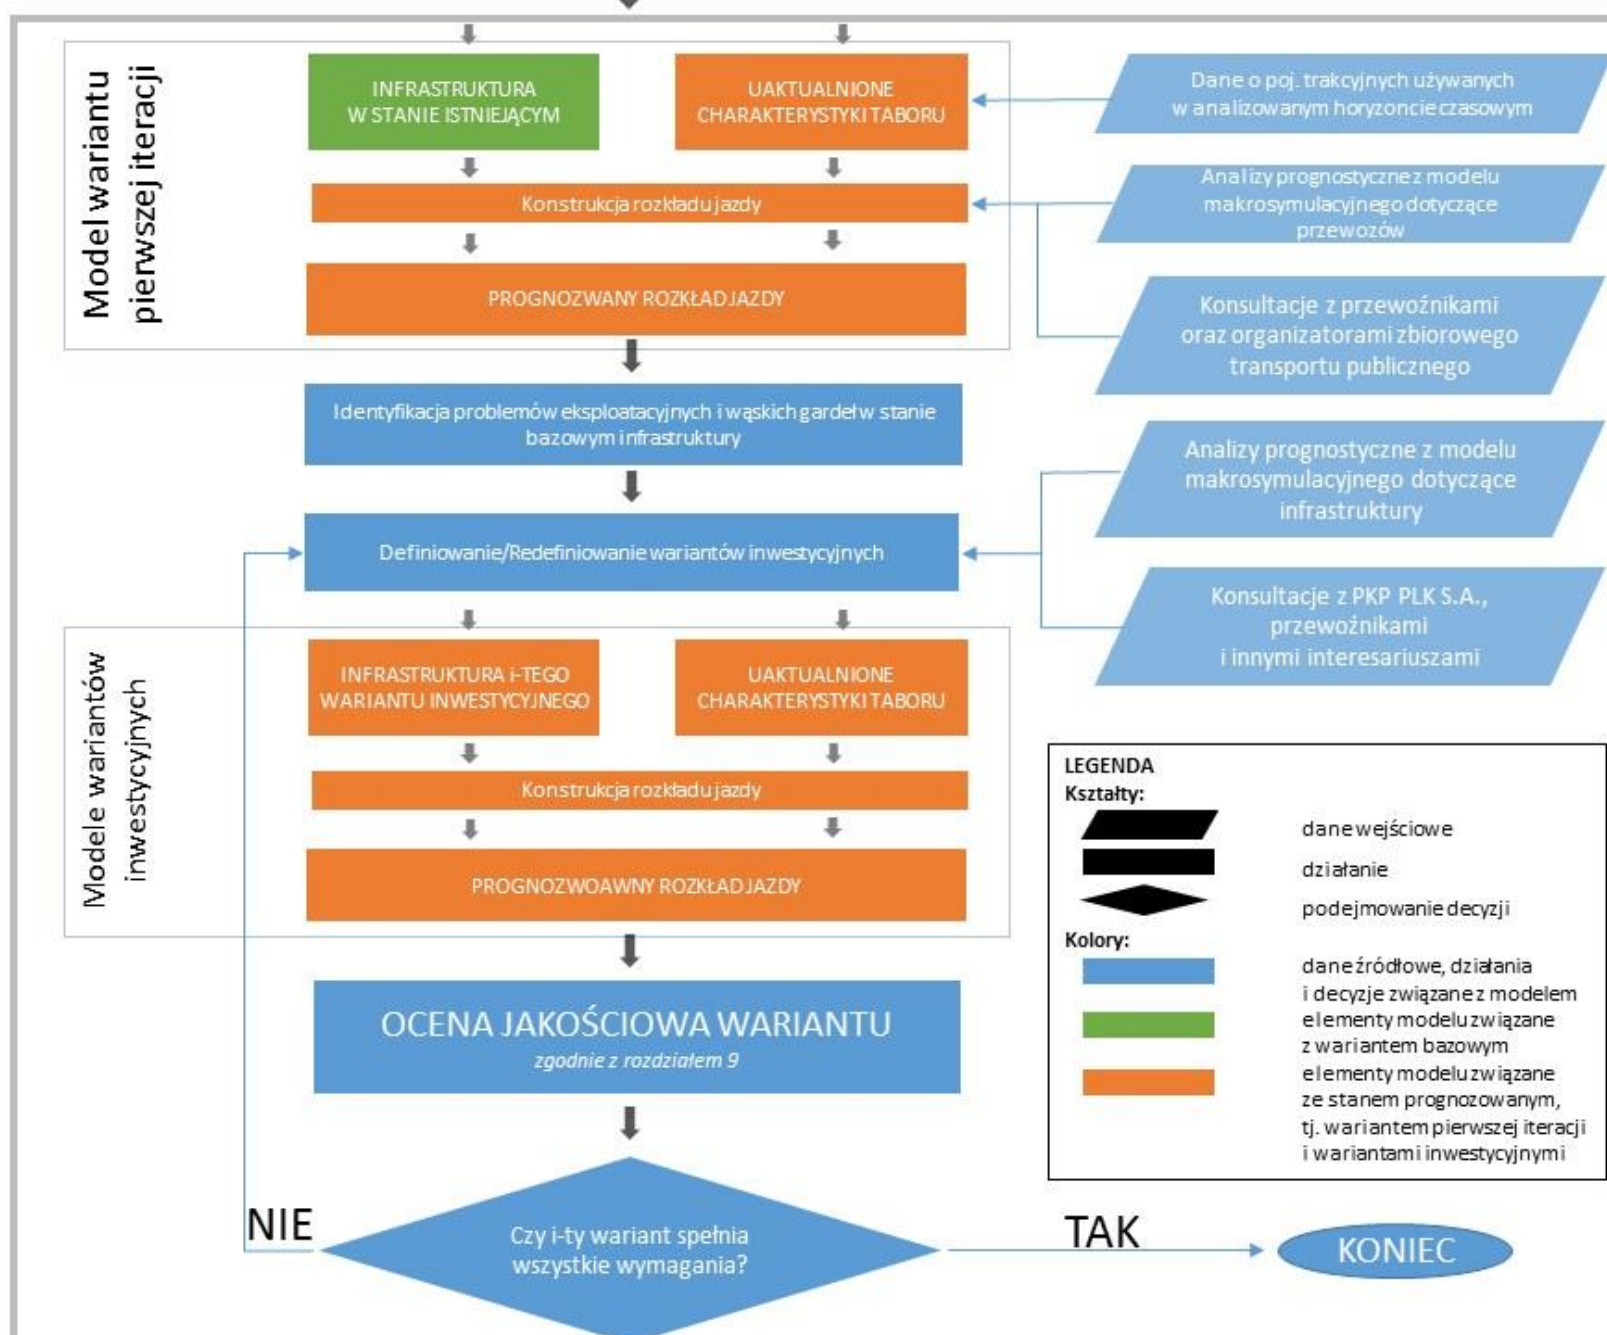 Model wariantu
pierwszej iteracji
INFRASTRUKTURA
W STANIE ISTNIEJĄCYM
UAKTUALNIONE
CHARAKTERYSTYKI TABORU
Konstrukcja rozkładu jazdy
PROGNOZWANY ROZKŁAD JAZDY
Dane o poj. trakcyjnych używanych
w analizowanym horyzoncie czasowym
Analizy prognostyczne z modelu
makrosymulacyjnego dotyczące
przewozów
Konsultacje z przewoźnikami
oraz organizatorami zbiorowego
transportu publicznego
Identyfikacja problemów eksploatacyjnych i wąskich gardeł w stanie
bazowym infrastruktury
Analizy prognostyczne z modelu
makrosymulacyjnego dotyczące
infrastruktury
Definiowanie/Redefiniowanie wariantów inwestycyjnych
Konsultacje z PKP PLK S.A.,
przewoźnikami
i innymi interesariuszami
Modele wariantów
inwestycyjnych
INFRASTRUKTURA i-TEGO
WARIANTU INWESTYCYJNEGO
UAKTUALNIONE
CHARAKTERYSTYKI TABORU
Konstrukcja rozkładu jazdy
PROGNOZWOAWNY ROZKŁAD JAZDY
OCENA JAKOŚCIOWA WARIANTU
zgodnie z rozdziałem 9
Czy i-ty wariant spełnia
wszystkie wymagania?
NIE
TAK
KONIEC
LEGENDA
Kształty:
dane wejściowe
działanie
podejmowanie decyzji
Kolory:
dane źródłowe, działania
i decyzje związane z modelem
elementy modelu związane
z wariantem bazowym
elementy modelu związane
ze stanem prognozowanym,
tj. wariantem pierwszej iteracji
i wariantami inwestycyjnymi